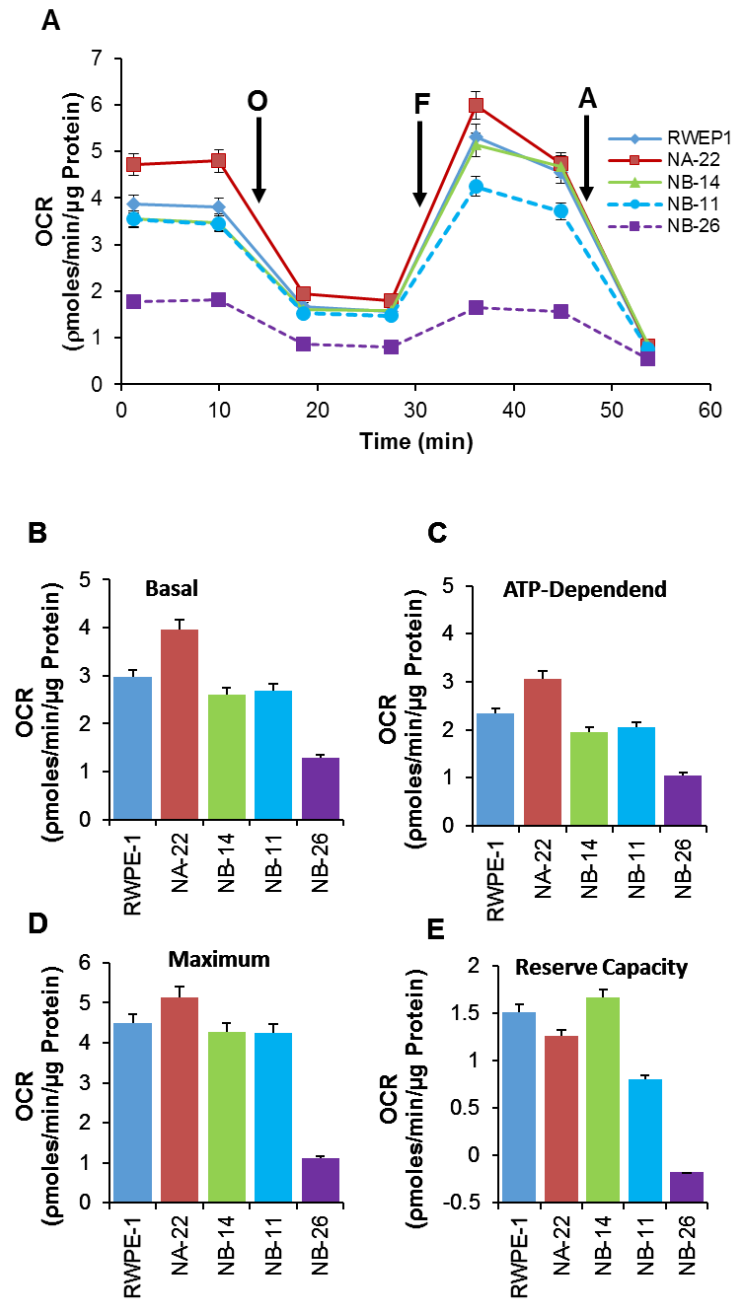 A
OCR
(ρmoles/min/µg Protein)
7
6
5
4
3
2
1
0
O
F
A
RWEP1
NA-22
NB-14
NB-11
NB-26
0
10
20
30
40
50
60
Time (min)
B
Basal
OCR
(ρmoles/min/µg Protein)
5
4
3
2
1
0
RWPE-1
NA-22
NB-14
NB-11
NB-26
C
ATP-Dependend
OCR
(ρmoles/min/µg Protein)
5
4
3
2
1
0
RWPE-1
NA-22
NB-14
NB-11
NB-26
D
Maximum
OCR
(ρmoles/min/µg Protein)
6
5
4
3
2
1
0
RWPE-1
NA-22
NB-14
NB-11
NB-26
E
Reserve Capacity
OCR
(ρmoles/min/µg Protein)
2
1.5
1
0.5
0
-0.5
RWPE-1
NA-22
NB-14
NB-11
NB-26